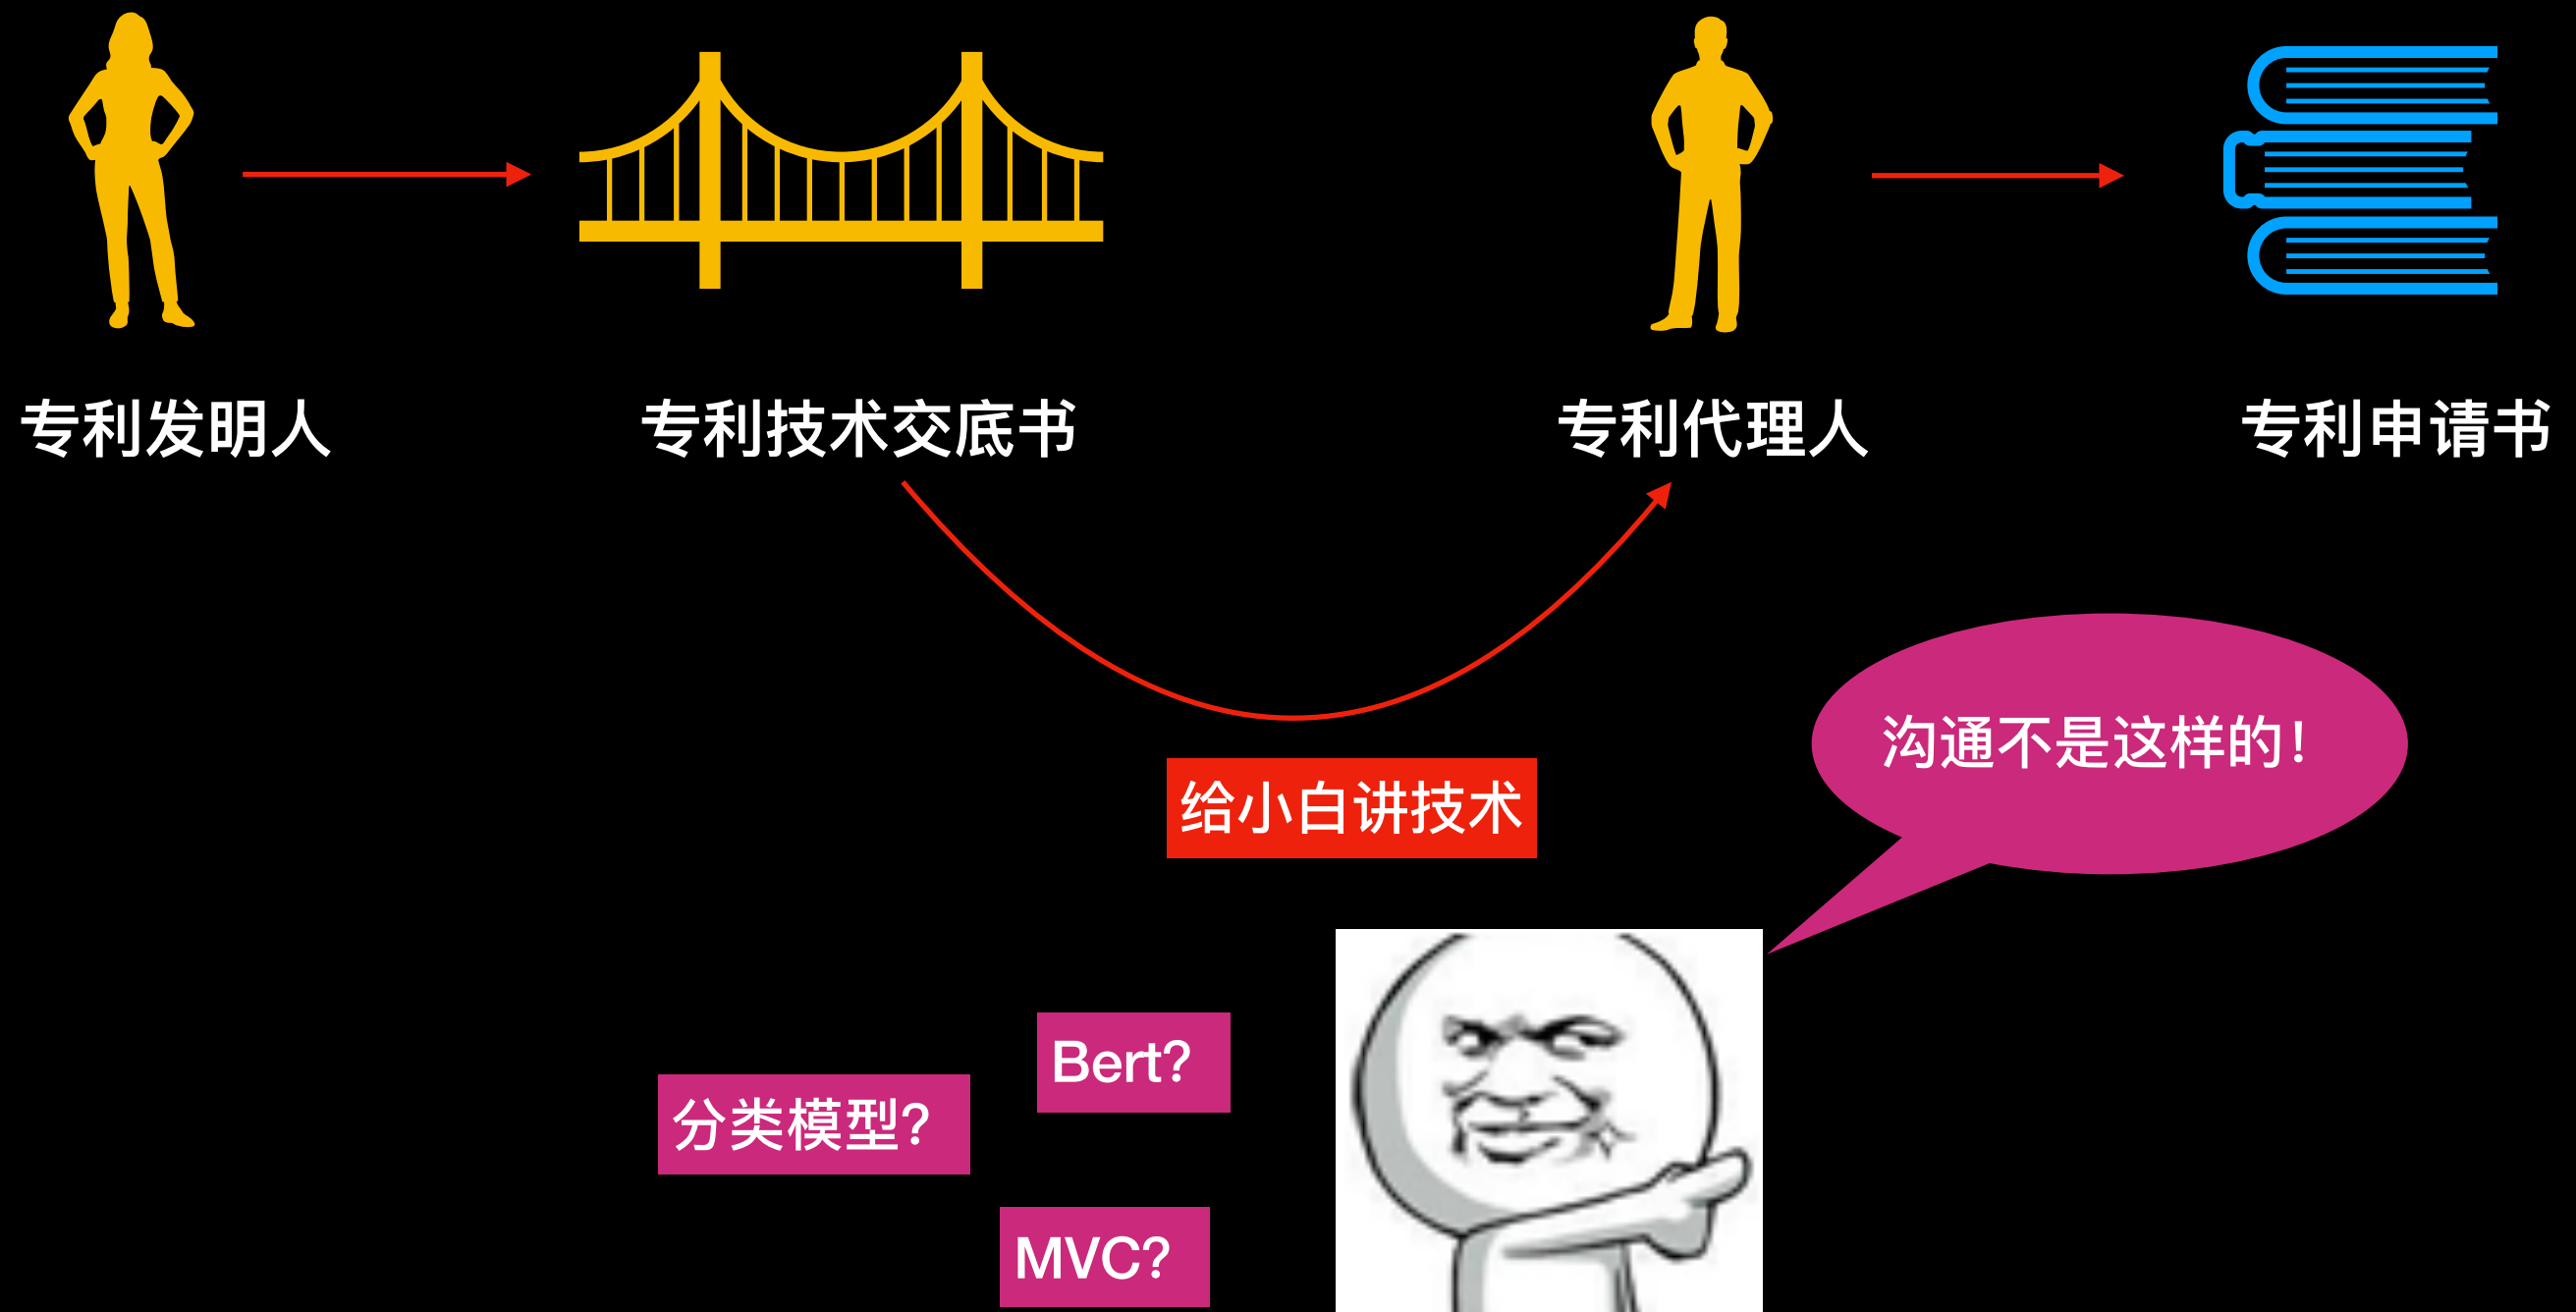 专利发明人
专利技术交底书
专利代理人
专利申请书
沟通不是这样的！
给小白讲技术
Bert？
分类模型？
MVC？